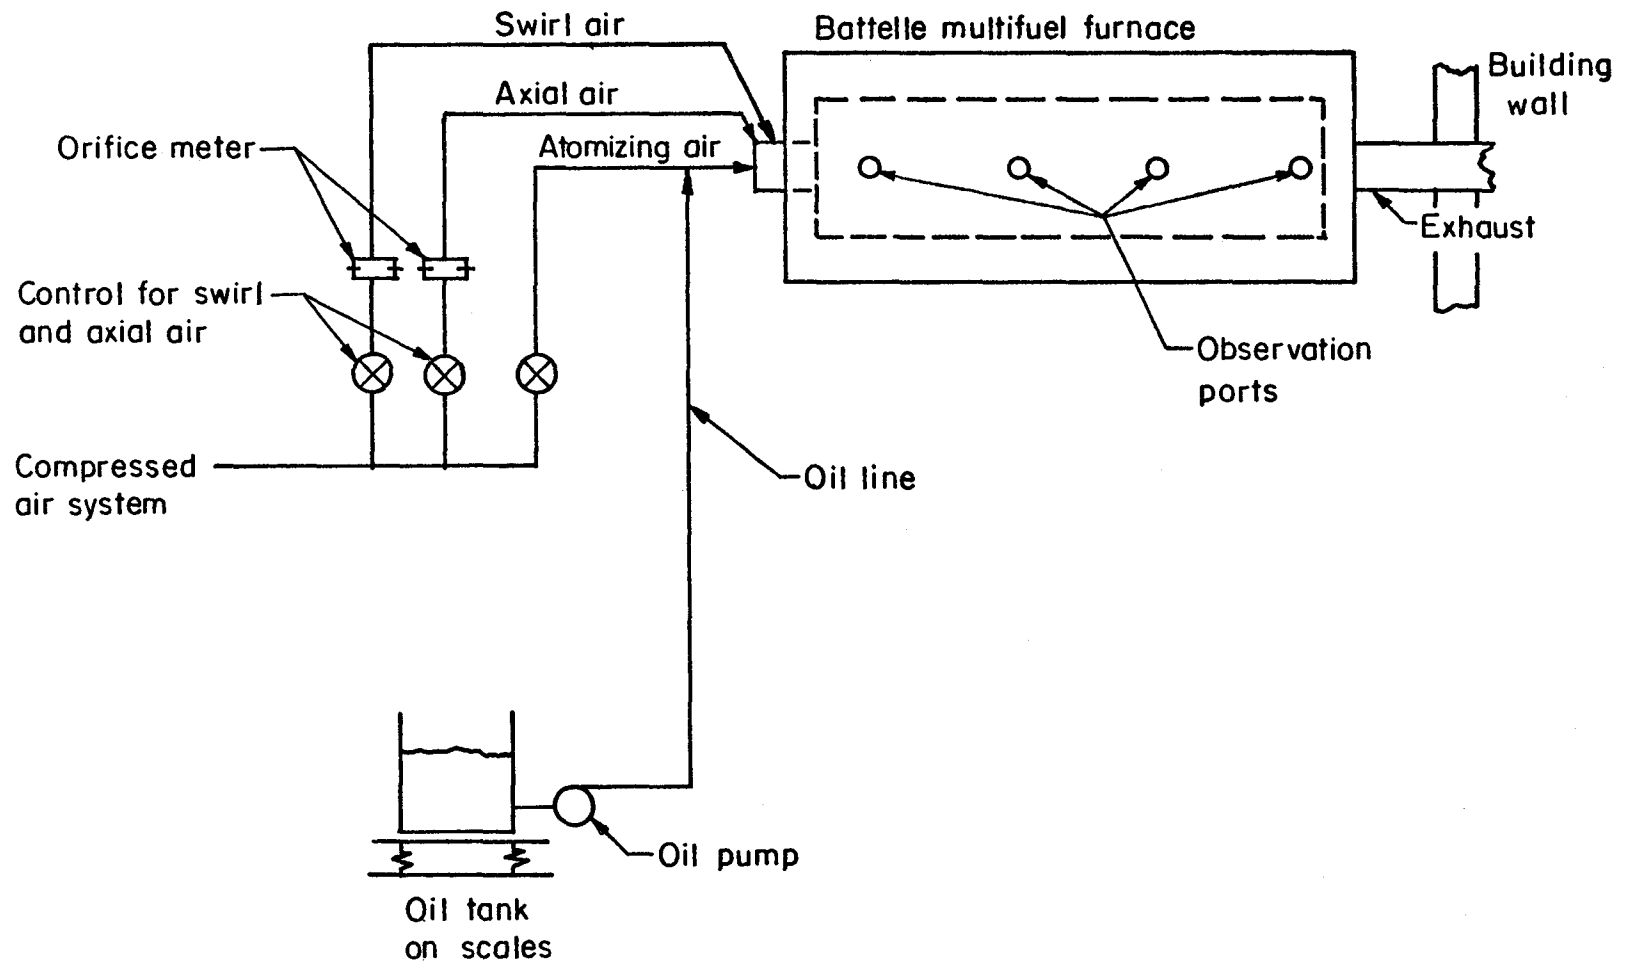 Swirl air
Battelle multifuel furnace
Building
wall
Axial air
Orifice meter
Atomizing air
Exhaust
Control for swirl
and axial air
Observation
ports
Compressed
air system
Oil line
Oil pump
Oil tank
on scales